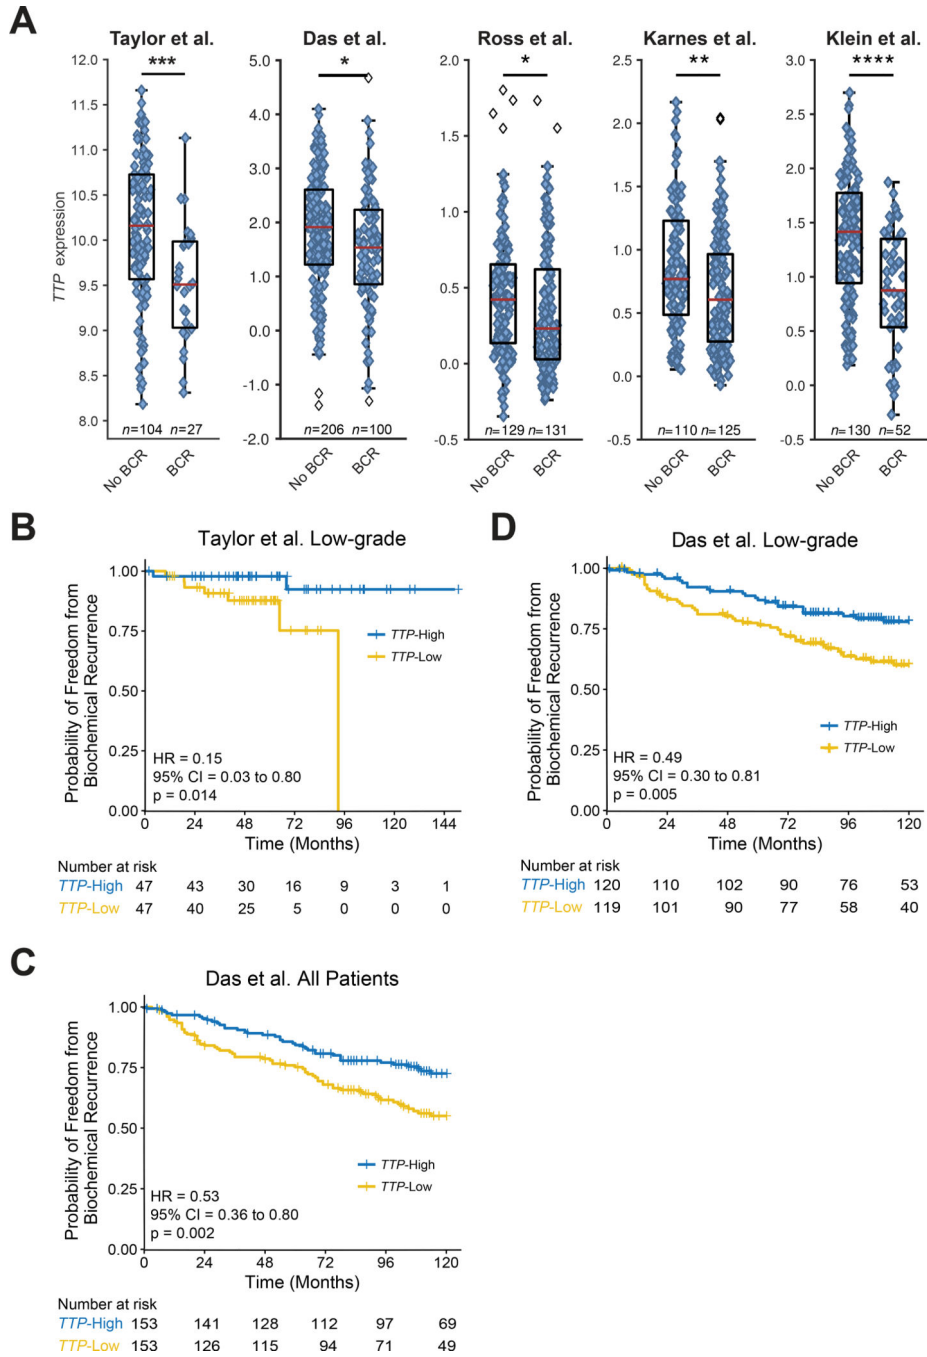 A
Taylor et al.
Das et al.
Ross et al.
Karnes et al.
Klein et al.
***
*
*
**
****
TTP expression
12.0
11.5
11.0
10.5
10.0
9.5
9.0
8.5
8.0
n=104 n=27
No BCR BCR
5.0
4.0
3.0
2.0
1.0
0.0
-1.0
-2.0
n=206 n=100
No BCR BCR
2.0
1.5
1.0
0.5
0.0
-0.5
n=129 n=131
No BCR BCR
2.5
2.0
1.5
1.0
0.5
0.0
-0.5
n=110 n=125
No BCR BCR
3.0
2.5
2.0
1.5
1.0
0.5
0.0
-0.5
n=130 n=52
No BCR BCR
B
Taylor et al. Low-grade
Probability of Freedom from
Biochemical Recurrence
1.00
0.75
0.50
0.25
0.00
TTP-High
TTP-Low
HR = 0.15
95% CI = 0.03 to 0.80
p = 0.014
0 24 48 72 96 120 144
Time (Months)
Number at risk
TTP-High 47 43 30 16 9 3 1
TTP-Low 47 40 25 5 0 0 0
D
Das et al. Low-grade
Probability of Freedom from
Biochemical Recurrence
1.00
0.75
0.50
0.25
0.00
TTP-High
TTP-Low
HR = 0.49
95% CI = 0.30 to 0.81
p = 0.005
0 24 48 72 96 120
Time (Months)
Number at risk
TTP-High 120 110 102 90 76 53
TTP-Low 119 101 90 77 58 40
C
Das et al. All Patients
Probability of Freedom from
Biochemical Recurrence
1.00
0.75
0.50
0.25
0.00
TTP-High
TTP-Low
HR = 0.53
95% CI = 0.36 to 0.80
p = 0.002
0 24 48 72 96 120
Time (Months)
Number at risk
TTP-High 153 141 128 112 97 69
TTP-Low 153 126 115 94 71 49